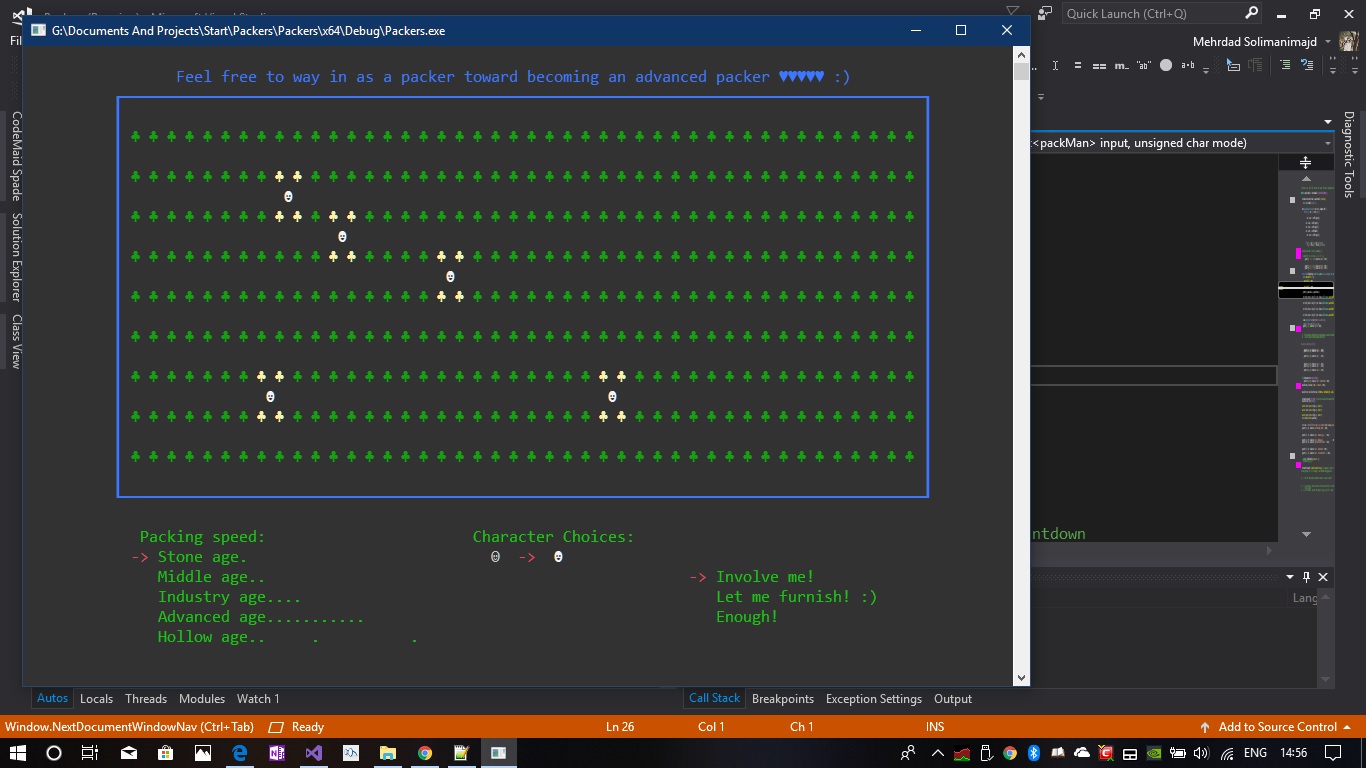 Quick Launch (Ctrl+Q)
G:\Documents And Projects\Start\Packers\Packers\x64\Debug\Packers.exe
Fil
Mehrdad Solimanimajd
Feel free to way in as a packer toward becoming an advanced packer ♥♥♥♥♥ :)
<packMan> input, unsigned char mode)
CodeMaid Spade
Solution Explorer
Class View
Diagnostic Tools
Packing speed:
Character Choices:
-> Stone age.
->
Middle age..
-> Involve me!
Industry age....
Let me furnish! :)
Advanced age...........
Enough!
Hollow age.. . .
ntdown
Lang
Autos Locals Threads Modules Watch 1
Call Stack Breakpoints Exception Settings Output
Window.NextDocumentWindowNav (Ctrl+Tab) Ready Ln 26 Col 1 Ch 1 INS Add to Source Control
ENG 14:56